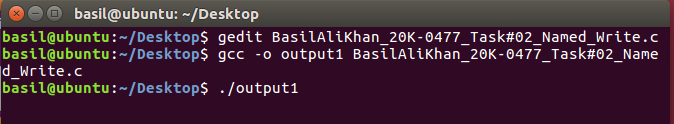 basil@ubuntu: ~/Desktop
basil@ubuntu:~/Desktop$ gedit BasilAliKhan_20K-0477_Task#02_Named_Write.c
basil@ubuntu:~/Desktop$ gcc -o output1 BasilAliKhan_20K-0477_Task#02_Name
d_Write.c
basil@ubuntu:~/Desktop$ ./output1